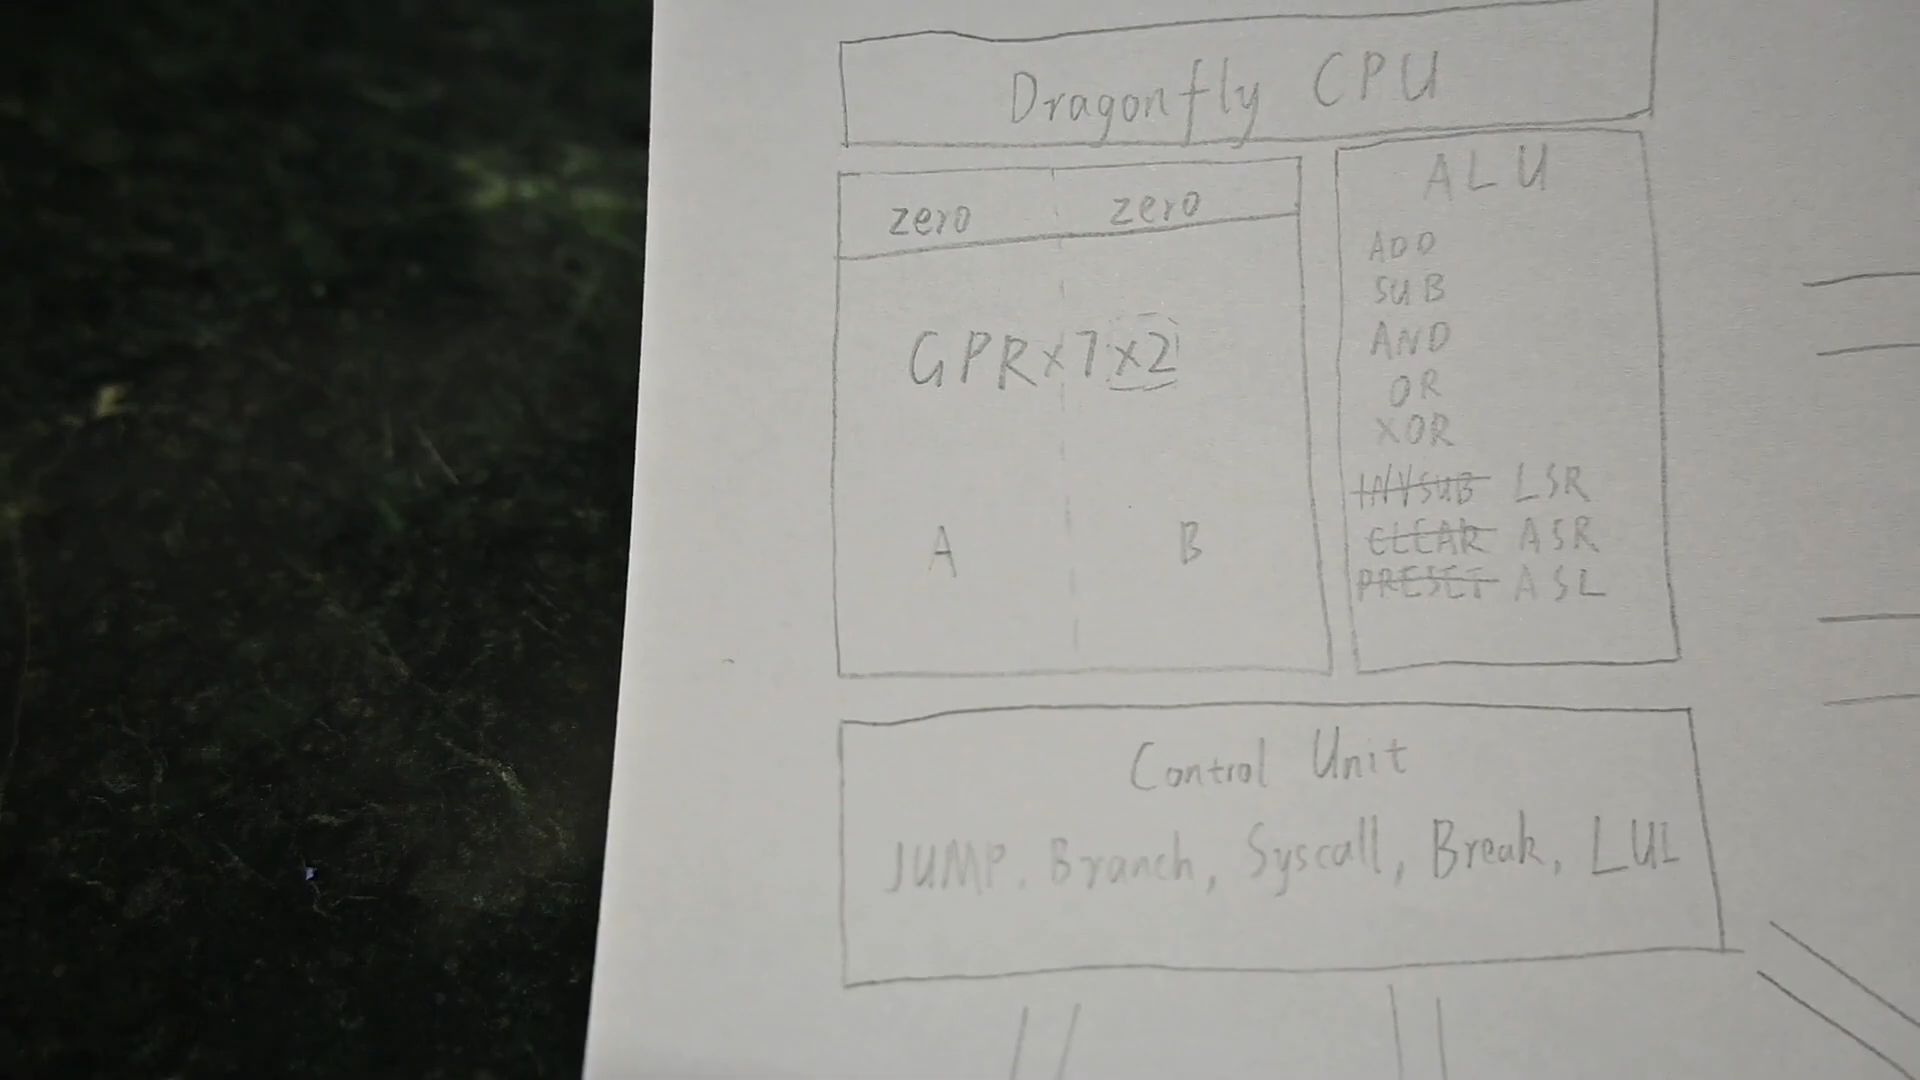 Dragonfly CPU
zero zero
GPR×7×2
A B
ALU
ADD
SUB
AND
OR
XOR
INVSUB LSR
CLEAR ASR
PRESET ASL
Control Unit
JUMP, Branch, Syscall, Break, LUI